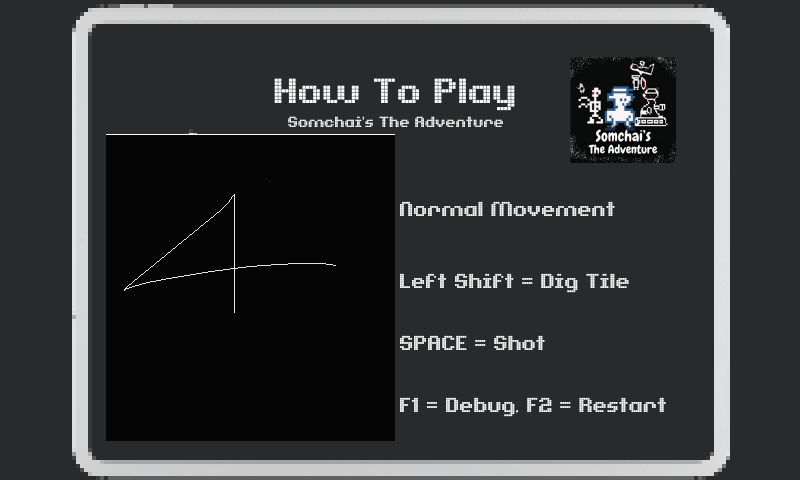 How To Play
Somchai's The Adventure
Somchai's
The Adventure
4
Normal Movement
Left Shift = Dig Tile
SPACE = Shot
F1 = Debug, F2 = Restart